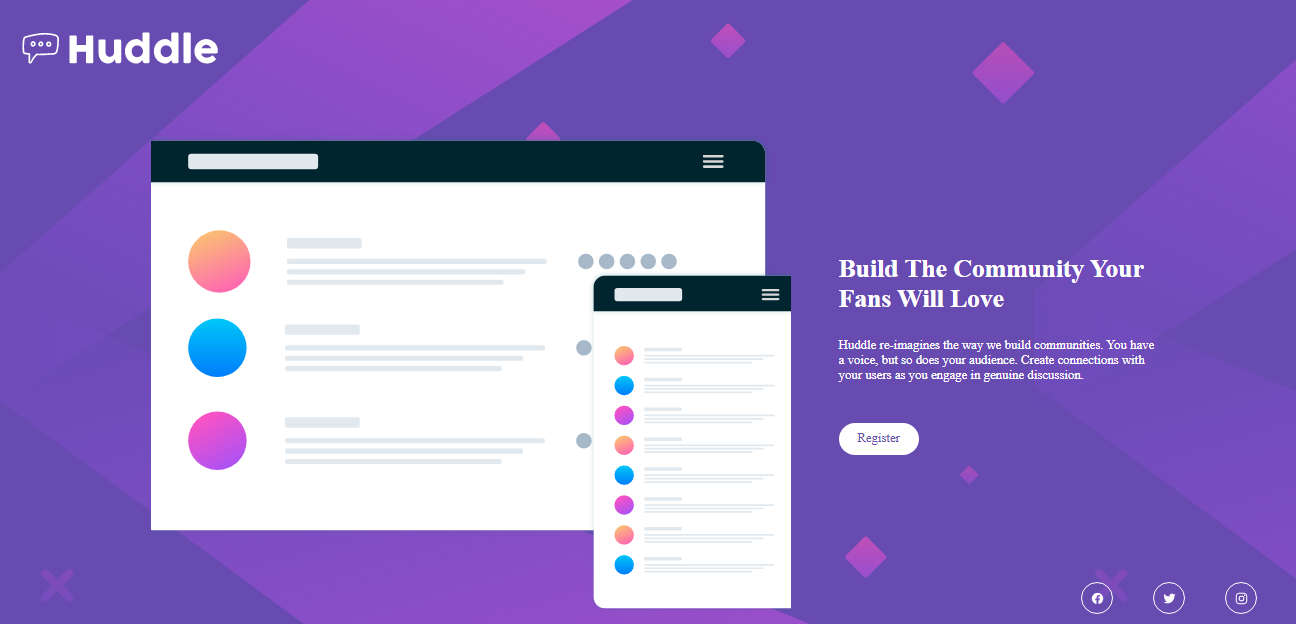 Huddle
Build The Community Your
Fans Will Love
Huddle re-imagines the way we build communities. You have
a voice, but so does your audience. Create connections with
your users as you engage in genuine discussion.
Register